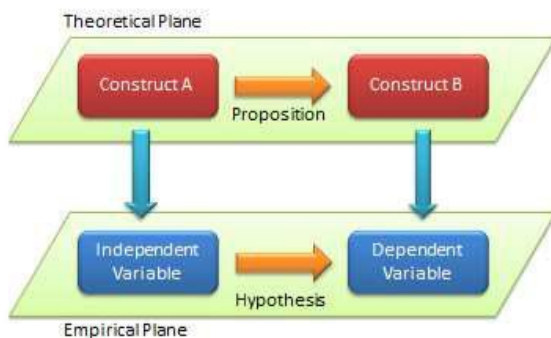 Theoretical Plane
Construct A
Construct B
Proposition
Independent
Variable
Dependent
Variable
Hypothesis
Empirical Plane